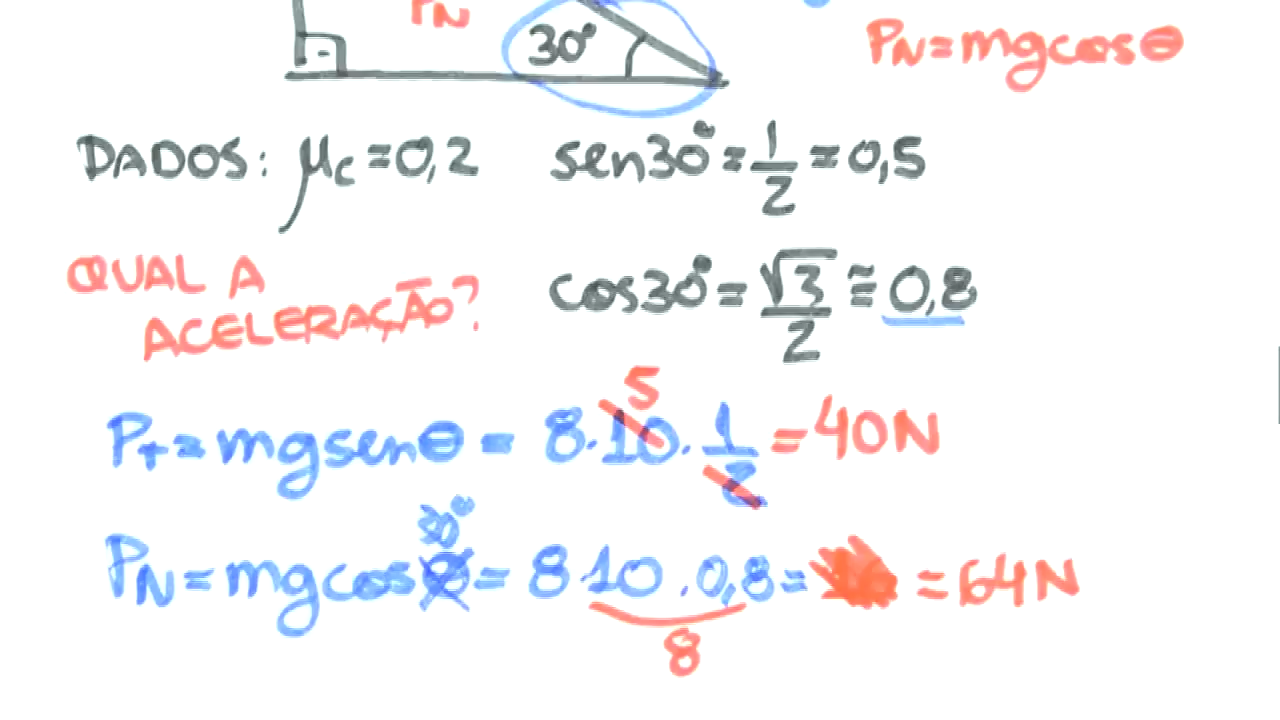 PN
30°
PN=mgcosθ
DADOS: μc=0,2 sen30°=1/2=0,5
QUAL A
ACELERAÇÃO?
cos30°=√3/2≅0,8
5
PT=mgsenθ=8.10.1/2=40N
30°
PN=mgcosθ=8.10.0,8= =64N
8